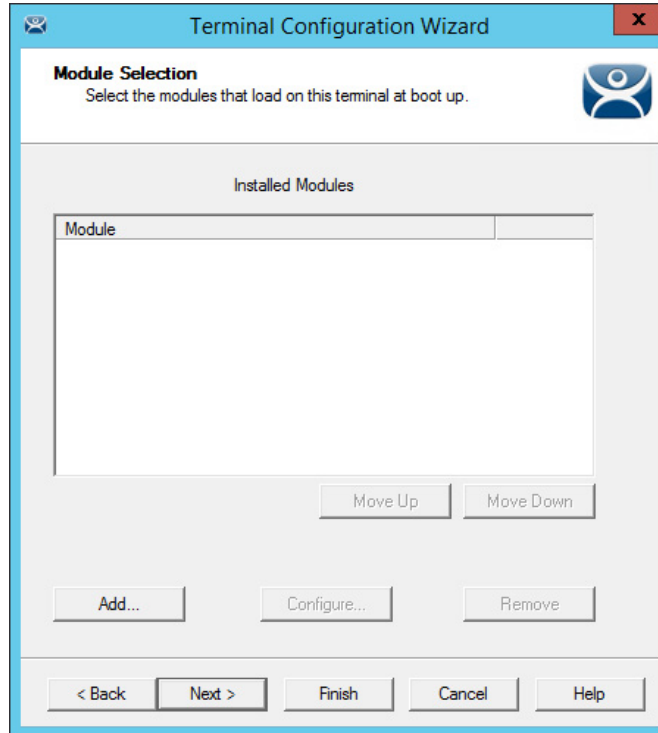 Terminal Configuration Wizard
x
Module Selection
Select the modules that load on this terminal at boot up.
Installed Modules
Module
Move Up Move Down
Add... Configure... Remove
< Back Next > Finish Cancel Help